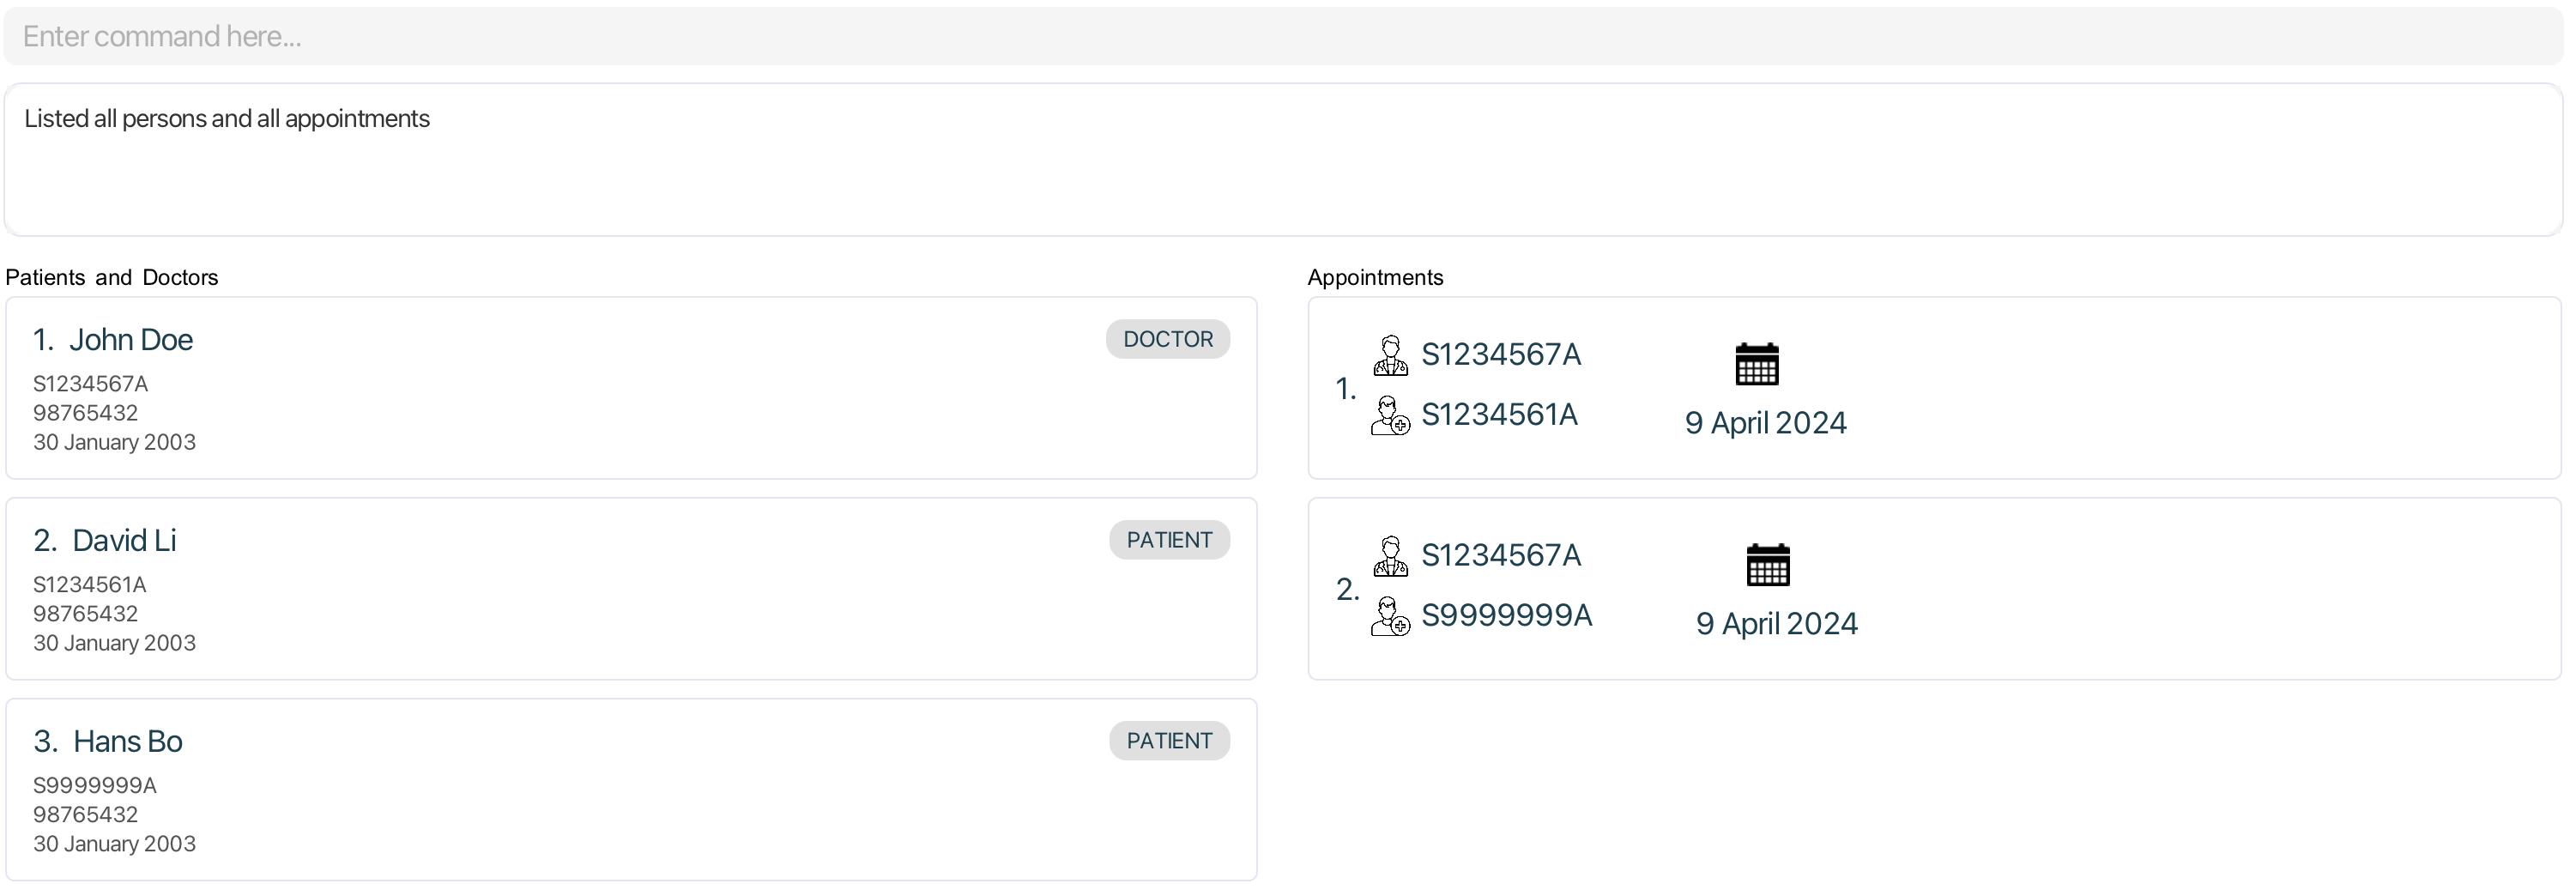 Enter command here...
Listed all persons and all appointments
Patients and Doctors
1. John Doe
DOCTOR
S1234567A
98765432
30 January 2003
2. David Li
PATIENT
S1234561A
98765432
30 January 2003
3. Hans Bo
PATIENT
S9999999A
98765432
30 January 2003
Appointments
1.
S1234567A
S1234561A
9 April 2024
2.
S1234567A
S9999999A
9 April 2024